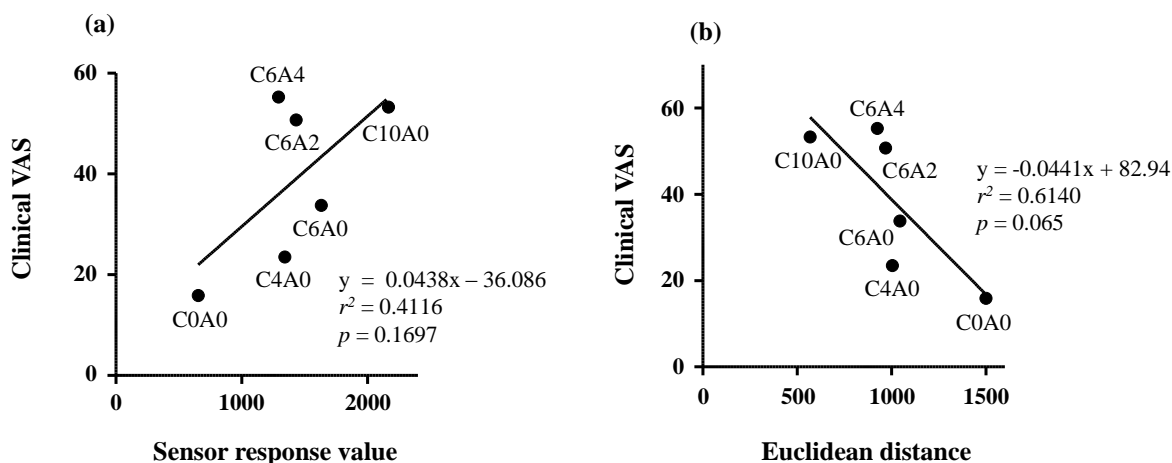 (a)
60
40
20
0
0
1000
2000
Clinical VAS
Sensor response value
C6A4
C6A2
C10A0
C6A0
C4A0
C0A0
y = 0.0438x – 36.086
r² = 0.4116
p = 0.1697
(b)
60
40
20
0
0
500
1000
1500
Clinical VAS
Euclidean distance
C6A4
C10A0
C6A2
C6A0
C4A0
C0A0
y = -0.0441x + 82.94
r² = 0.6140
p = 0.065